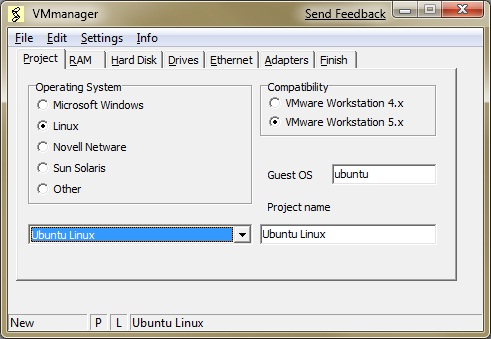 VMmanager Send Feedback
File Edit Settings Info
Project RAM Hard Disk Drives Ethernet Adapters Finish
Operating System
Microsoft Windows
Linux
Novell Netware
Sun Solaris
Other
Compatibility
VMware Workstation 4.x
VMware Workstation 5.x
Guest OS ubuntu
Project name
Ubuntu Linux Ubuntu Linux
New P L Ubuntu Linux